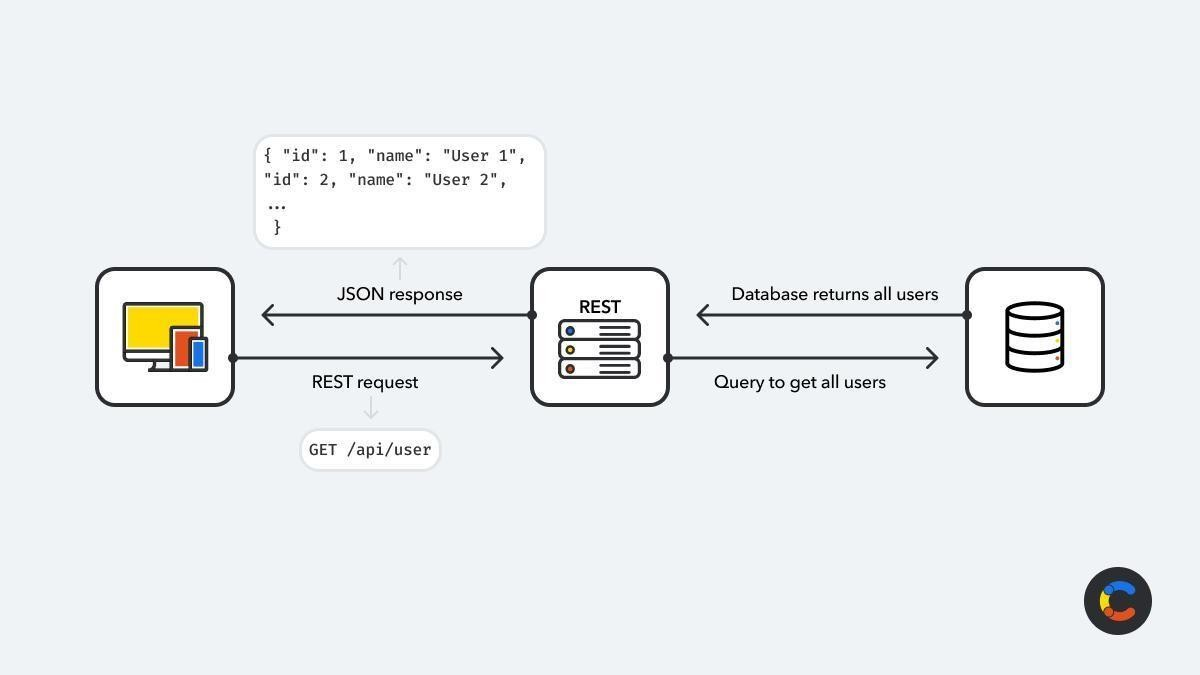 { "id": 1, "name": "User 1",
"id": 2, "name": "User 2",
...
}
JSON response
REST
Database returns all users
REST request
Query to get all users
GET /api/user